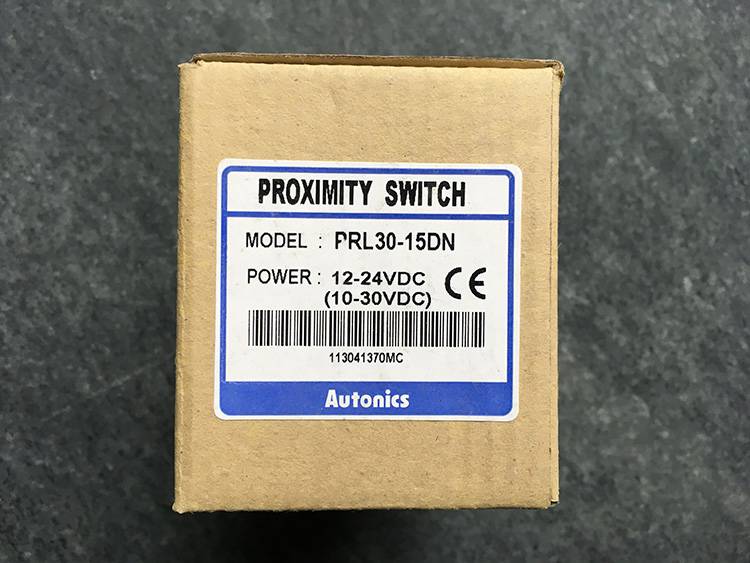 PROXIMITY SWITCH
MODEL : PRL30-15DN
POWER : 12-24VDC
(10-30VDC)
CE
113041370MC
Autonics